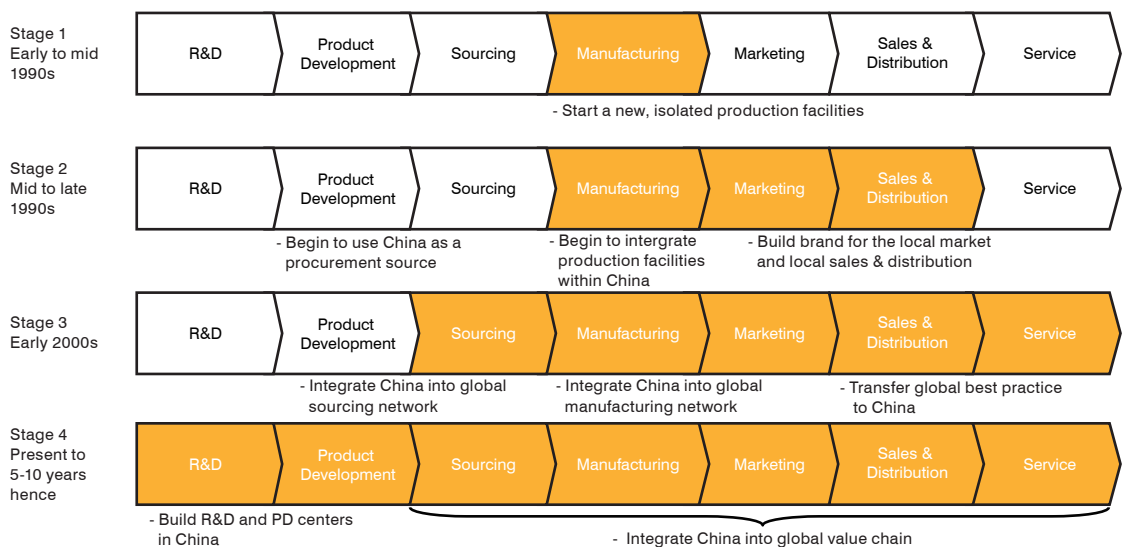 Stage 1
Early to mid
1990s
R&D
Product
Development
Sourcing
Manufacturing
Marketing
Sales &
Distribution
Service
- Start a new, isolated production facilities
Stage 2
Mid to late
1990s
R&D
Product
Development
Sourcing
Manufacturing
Marketing
Sales &
Distribution
Service
- Begin to use China as a
procurement source
- Begin to intergrate
production facilities
within China
- Build brand for the local market
and local sales & distribution
Stage 3
Early 2000s
R&D
Product
Development
Sourcing
Manufacturing
Marketing
Sales &
Distribution
Service
- Integrate China into global
sourcing network
- Integrate China into global
manufacturing network
- Transfer global best practice
to China
Stage 4
Present to
5-10 years
hence
R&D
Product
Development
Sourcing
Manufacturing
Marketing
Sales &
Distribution
Service
- Build R&D and PD centers
in China
- Integrate China into global value chain